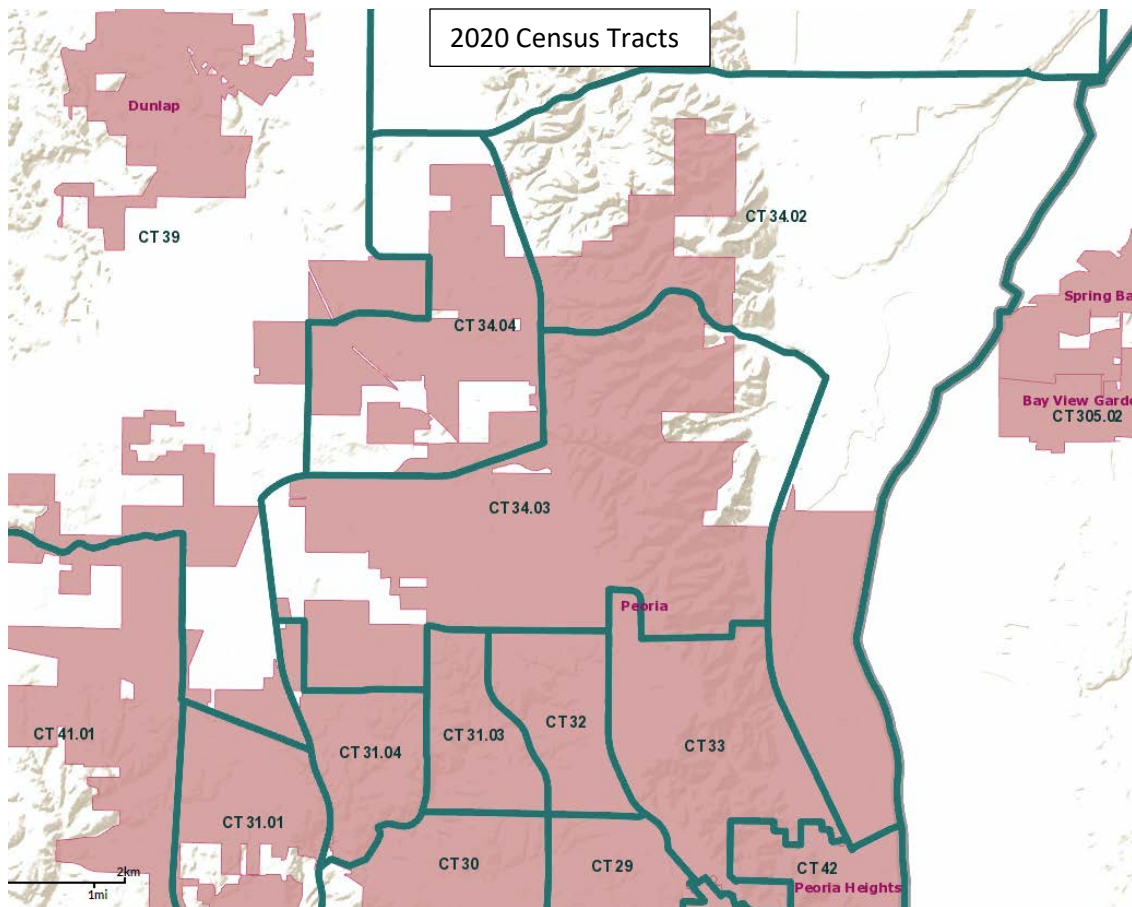 2020 Census Tracts
Dunlap
CT 34.02
CT 39
Spring Ba
CT 34.04
Bay View Garde
CT 305.02
CT 34.03
Peoria
CT 41.01
CT 31.03
CT 32
CT 33
CT 31.04
CT 31.01
CT 30
CT 29
CT 42
2km
Peoria Heights
1mi